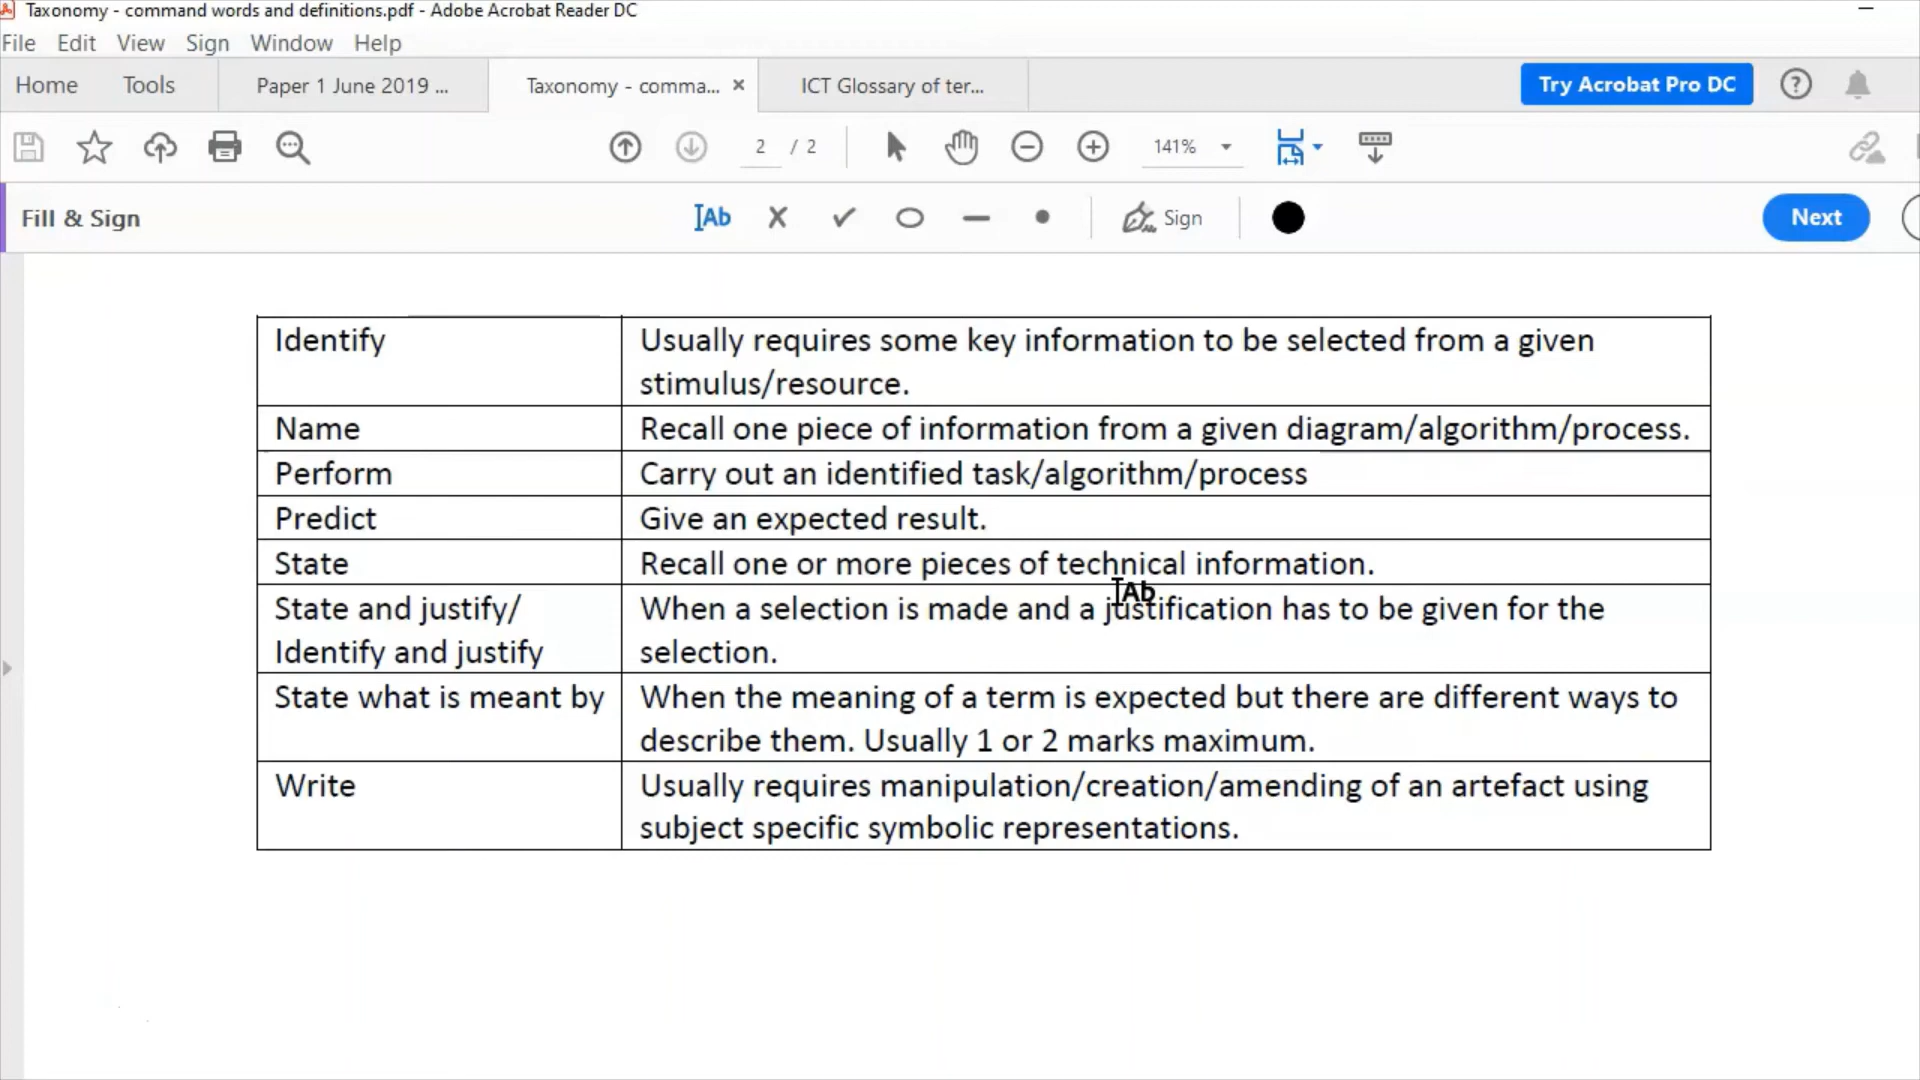 Taxonomy - command words and definitions.pdf - Adobe Acrobat Reader DC
File Edit View Sign Window Help
Home Tools Paper 1 June 2019 ... Taxonomy - comma... × ICT Glossary of ter... Try Acrobat Pro DC ?
2 / 2 141%
Fill & Sign Ab Sign Next
Identify Usually requires some key information to be selected from a given
stimulus/resource.
Name Recall one piece of information from a given diagram/algorithm/process.
Perform Carry out an identified task/algorithm/process
Predict Give an expected result.
State Recall one or more pieces of technical information.
Ab
State and justify/ When a selection is made and a justification has to be given for the
Identify and justify selection.
State what is meant by When the meaning of a term is expected but there are different ways to
describe them. Usually 1 or 2 marks maximum.
Write Usually requires manipulation/creation/amending of an artefact using
subject specific symbolic representations.